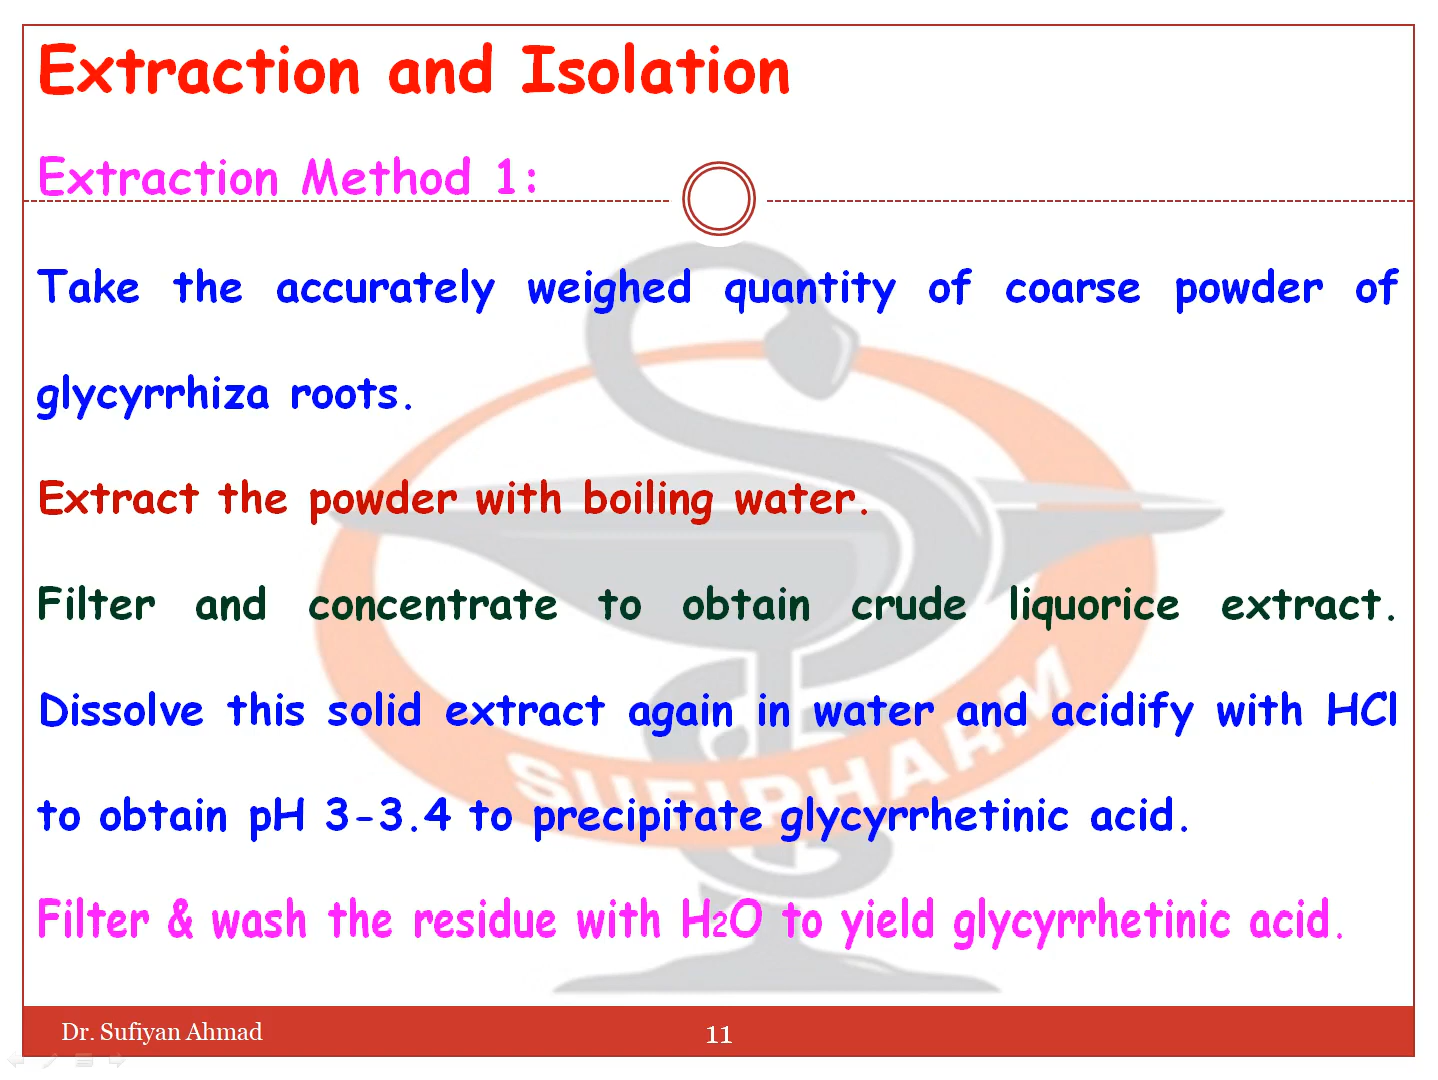 Extraction and Isolation
Extraction Method 1:
Take the accurately weighed quantity of coarse powder of
glycyrrhiza roots.
Extract the powder with boiling water.
Filter and concentrate to obtain crude liquorice extract.
Dissolve this solid extract again in water and acidify with HCl
to obtain pH 3-3.4 to precipitate glycyrrhetinic acid.
SUFIPHARM
Filter & wash the residue with H2O to yield glycyrrhetinic acid.
Dr. Sufiyan Ahmad
11